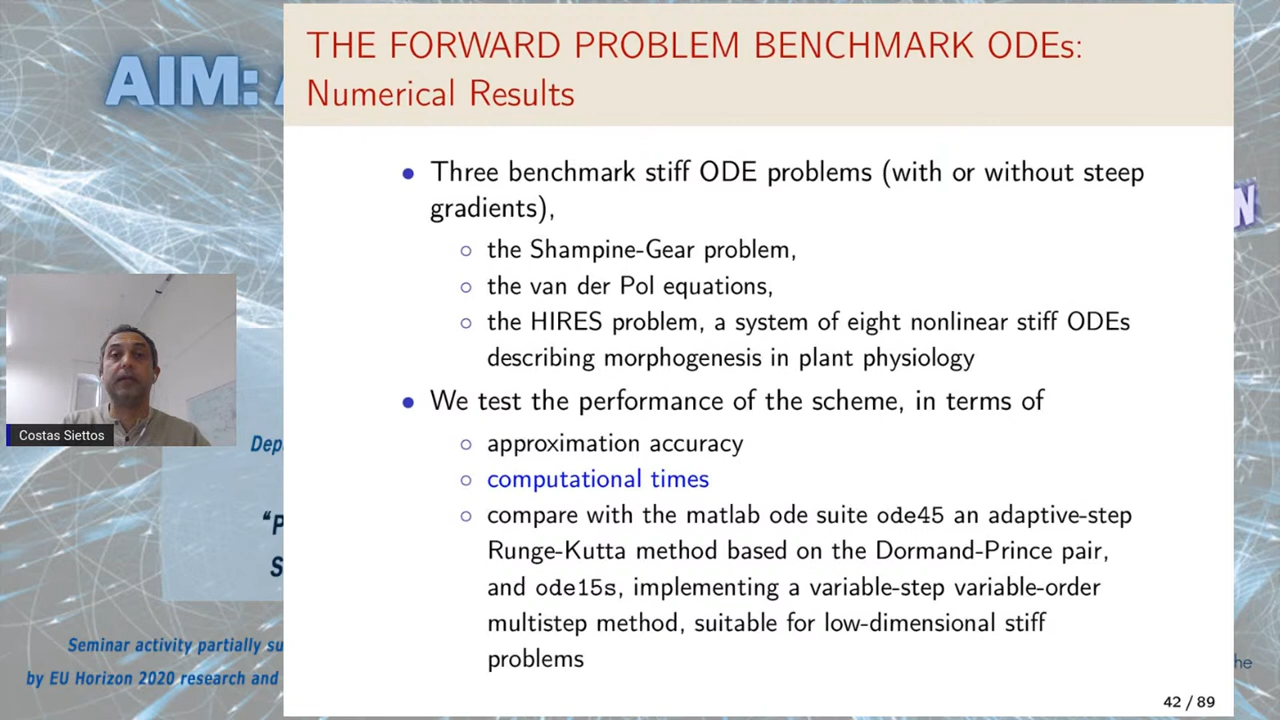 THE FORWARD PROBLEM BENCHMARK ODEs:
Numerical Results
AIM:
• Three benchmark stiff ODE problems (with or without steep
gradients),
○ the Shampine-Gear problem,
○ the van der Pol equations,
○ the HIRES problem, a system of eight nonlinear stiff ODEs
describing morphogenesis in plant physiology
• We test the performance of the scheme, in terms of
○ approximation accuracy
○ computational times
○ compare with the matlab ode suite ode45 an adaptive-step
Runge-Kutta method based on the Dormand-Prince pair,
and ode15s, implementing a variable-step variable-order
multistep method, suitable for low-dimensional stiff
problems
42 / 89
Costas Siettos
Seminar activity partially
by EU Horizon 2020 research and